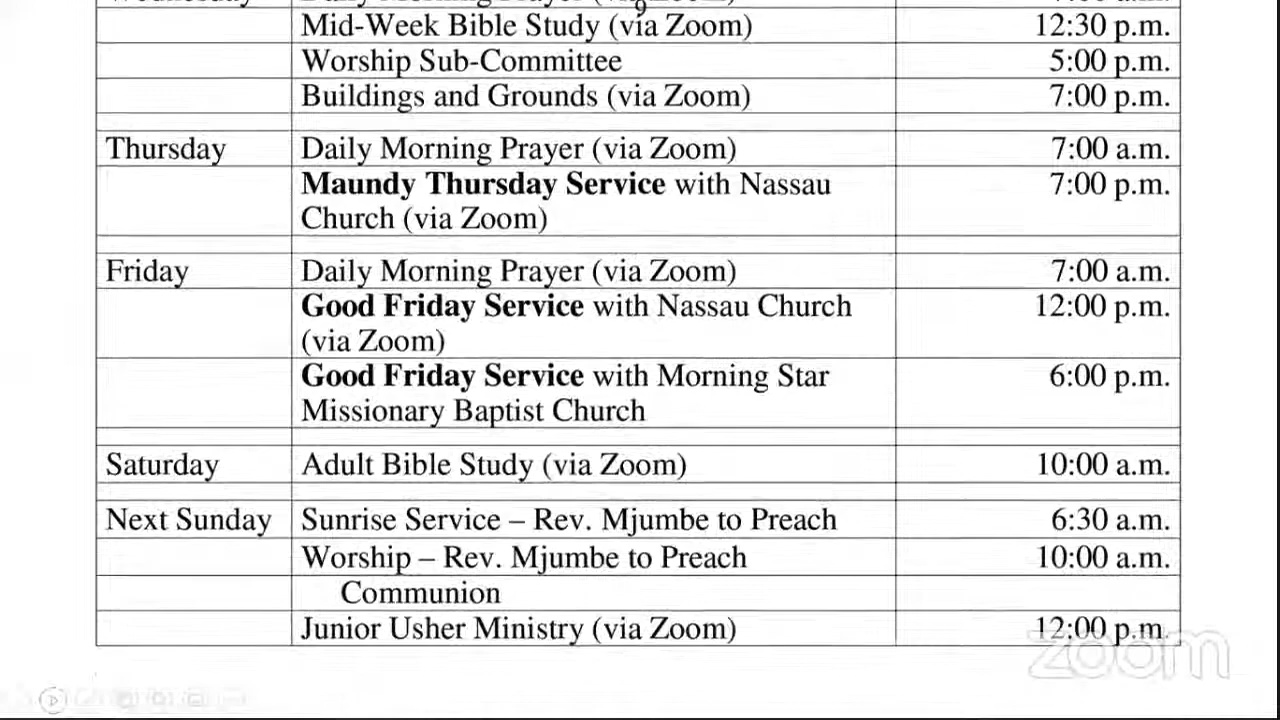 Mid-Week Bible Study (via Zoom) 12:30 p.m.
Worship Sub-Committee 5:00 p.m.
Buildings and Grounds (via Zoom) 7:00 p.m.
Thursday Daily Morning Prayer (via Zoom) 7:00 a.m.
Maundy Thursday Service with Nassau 7:00 p.m.
Church (via Zoom)
Friday Daily Morning Prayer (via Zoom) 7:00 a.m.
Good Friday Service with Nassau Church 12:00 p.m.
(via Zoom)
Good Friday Service with Morning Star 6:00 p.m.
Missionary Baptist Church
Saturday Adult Bible Study (via Zoom) 10:00 a.m.
Next Sunday Sunrise Service – Rev. Mjumbe to Preach 6:30 a.m.
Worship – Rev. Mjumbe to Preach 10:00 a.m.
Communion
Junior Usher Ministry (via Zoom) 12:00 p.m.
zoom